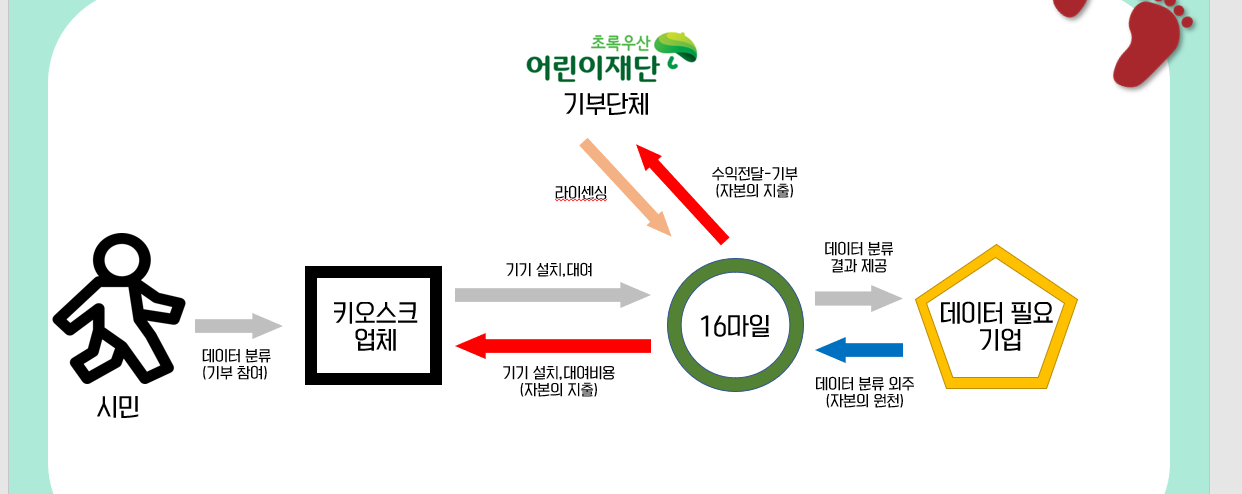 초록우산
어린이재단
기부단체
라이센싱
수익전달-기부
(자본의 지출)
시민
데이터 분류
(기부 참여)
키오스크
업체
기기 설치,대여
기기 설치,대여비용
(자본의 지출)
16마일
데이터 분류
결과 제공
데이터 분류 외주
(자본의 원천)
데이터 필요
기업